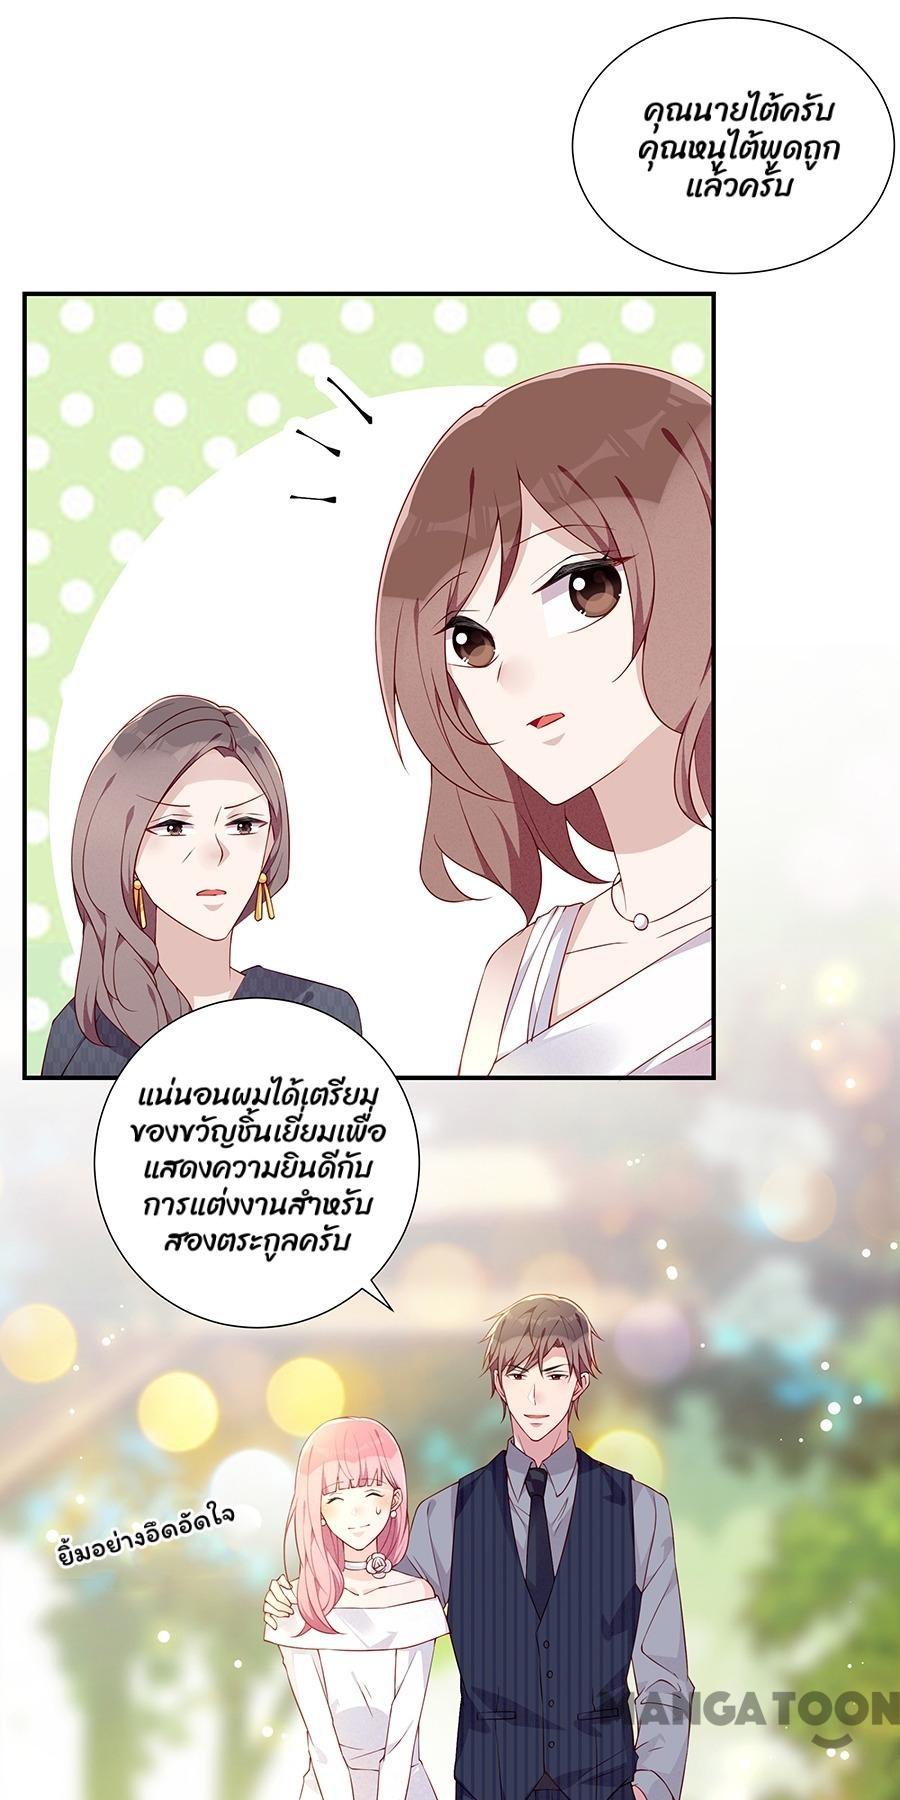 คุณนายไต้ครับ
คุณหนูไต้พูดถูก
แล้วครับ
แน่นอนผมได้เตรียม
ของขวัญชิ้นเยี่ยมเพื่อ
แสดงความยินดีกับ
การแต่งงานสำหรับ
สองตระกูลครับ
ยิ้มอย่างอึดอัดใจ
MANGATOON